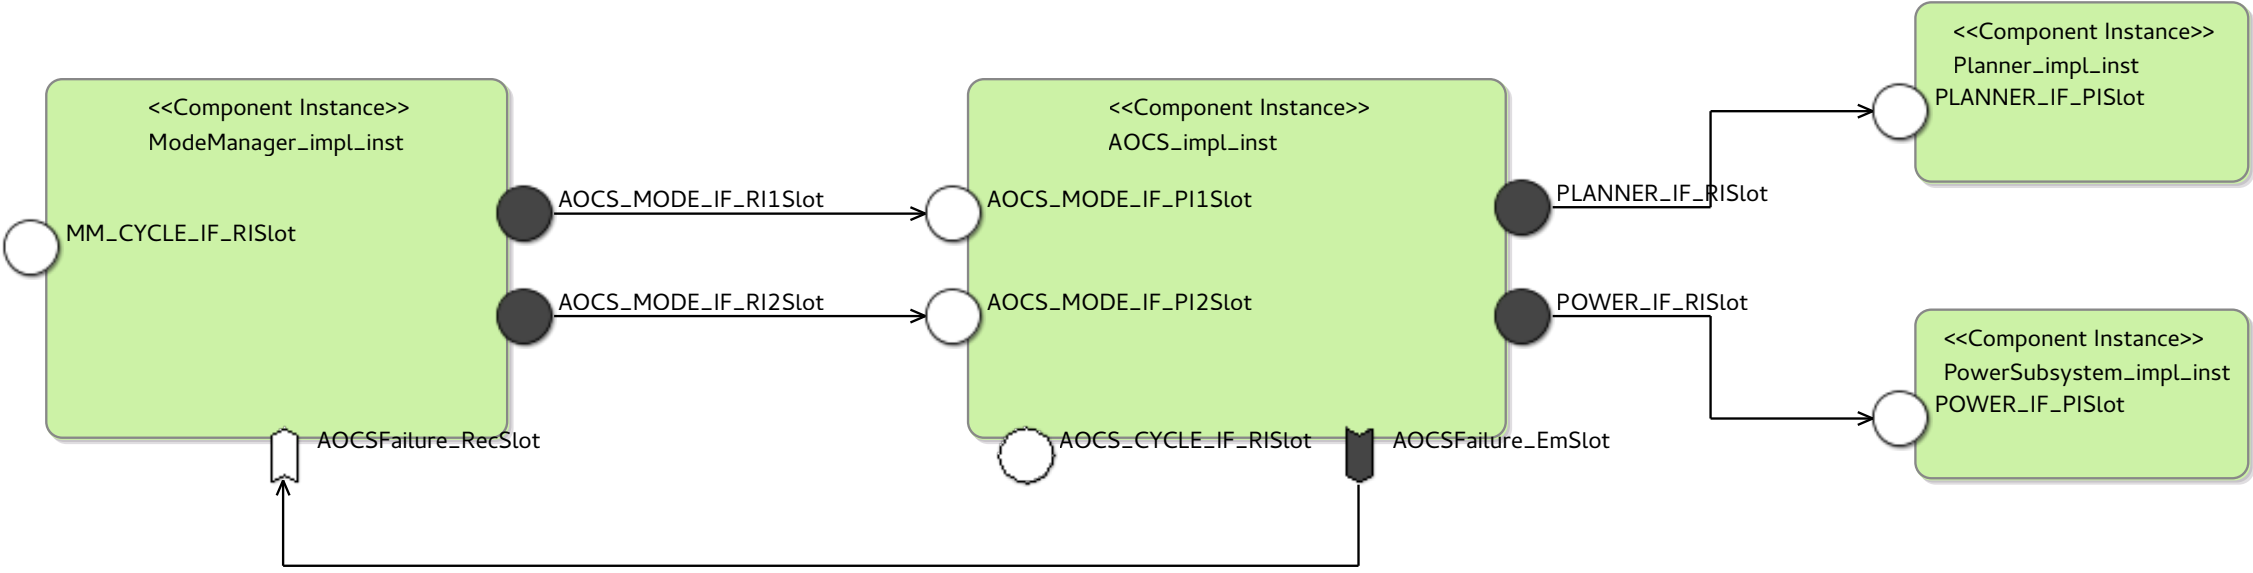 <<Component Instance>>
ModeManager_impl_inst
MM_CYCLE_IF_RISlot
AOCS_MODE_IF_RI1Slot
AOCS_MODE_IF_RI2Slot
AOCSFailure_RecSlot
<<Component Instance>>
AOCS_impl_inst
AOCS_MODE_IF_PI1Slot
AOCS_MODE_IF_PI2Slot
AOCS_CYCLE_IF_RISlot
AOCSFailure_EmSlot
PLANNER_IF_RISlot
POWER_IF_RISlot
<<Component Instance>>
Planner_impl_inst
PLANNER_IF_PISlot
<<Component Instance>>
PowerSubsystem_impl_inst
POWER_IF_PISlot